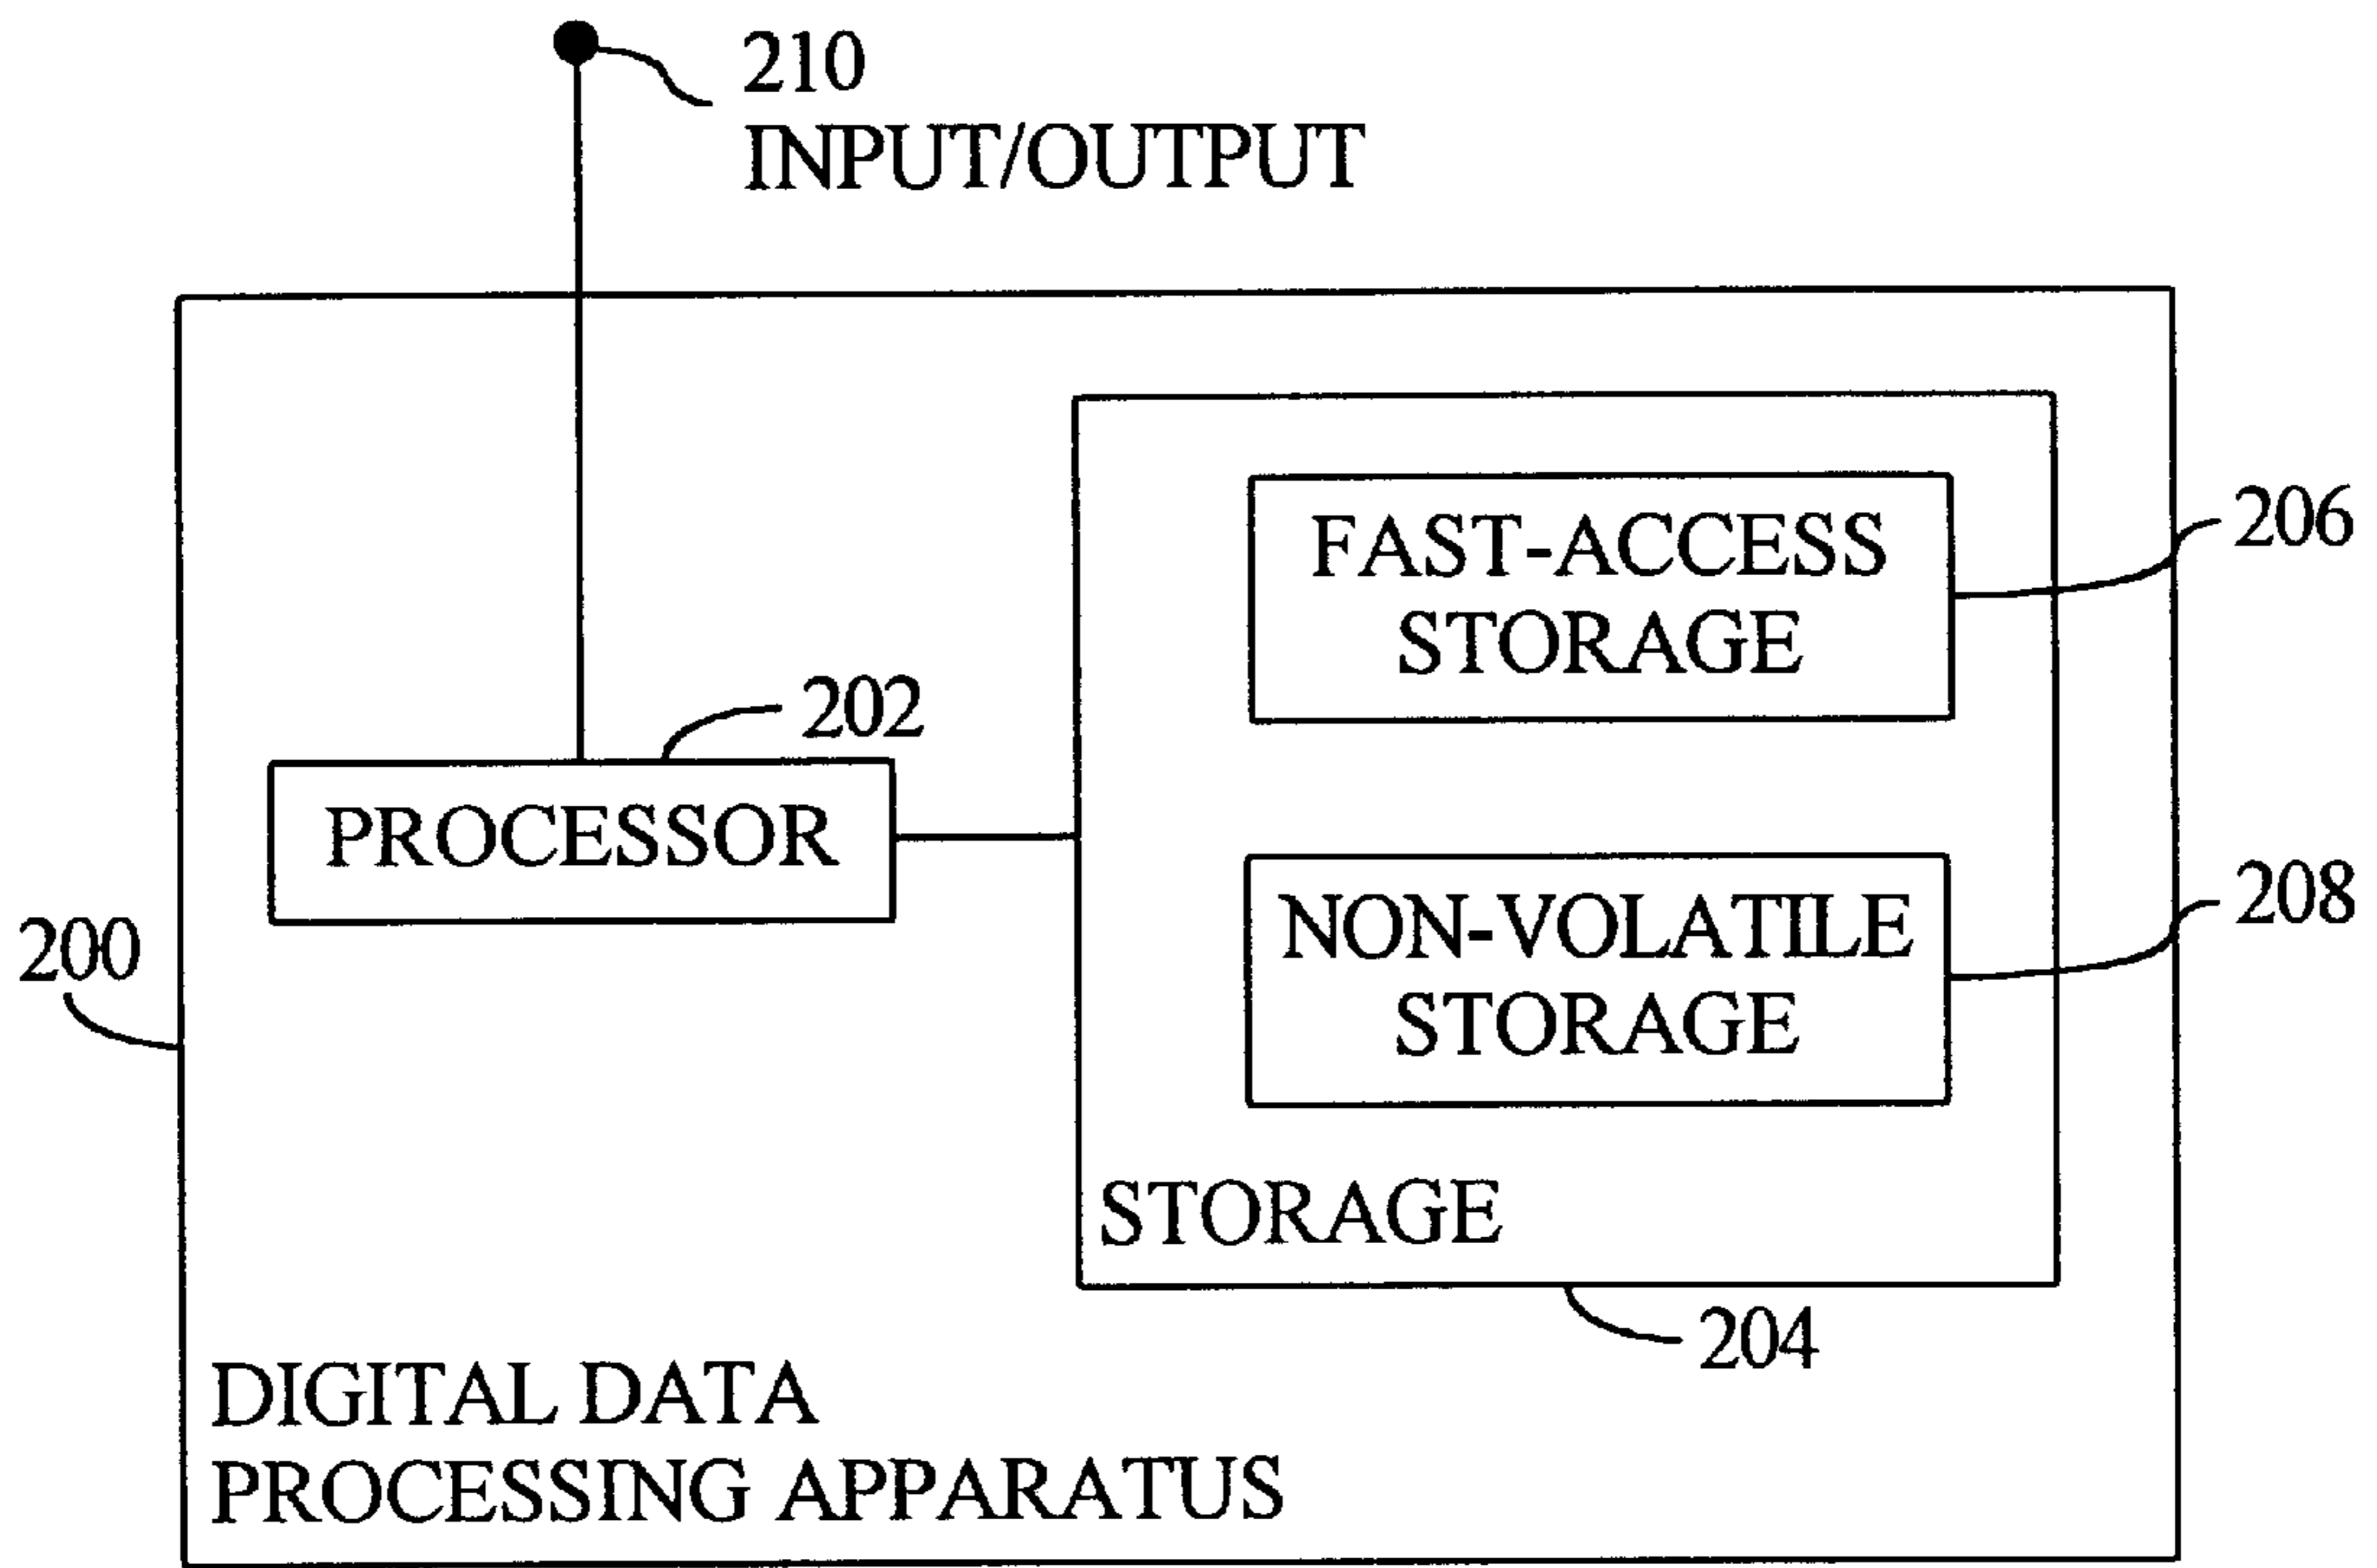 210
INPUT/OUTPUT
FAST-ACCESS
STORAGE
206
202
PROCESSOR
NON-VOLATILE
STORAGE
208
200
STORAGE
204
DIGITAL DATA
PROCESSING APPARATUS